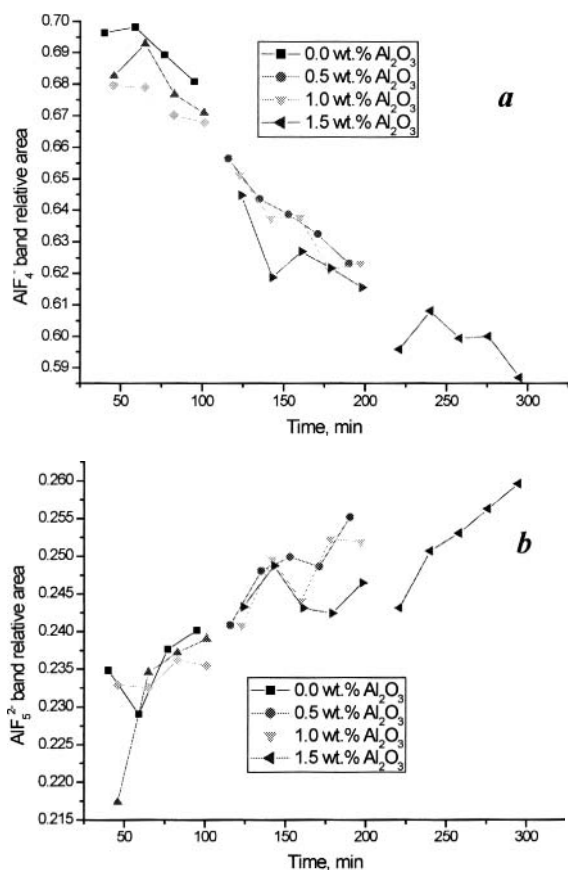 a
0.0 wt.% Al₂O₃
0.5 wt.% Al₂O₃
1.0 wt.% Al₂O₃
1.5 wt.% Al₂O₃
0.70
0.69
0.68
0.67
0.66
0.65
0.64
0.63
0.62
0.61
0.60
0.59
AlF₄⁻ band relative area
50 100 150 200 250 300
Time, min
b
0.260
0.255
0.250
0.245
0.240
0.235
0.230
0.225
0.220
0.215
AlF₅²⁻ band relative area
0.0 wt.% Al₂O₃
0.5 wt.% Al₂O₃
1.0 wt.% Al₂O₃
1.5 wt.% Al₂O₃
50 100 150 200 250 300
Time, min